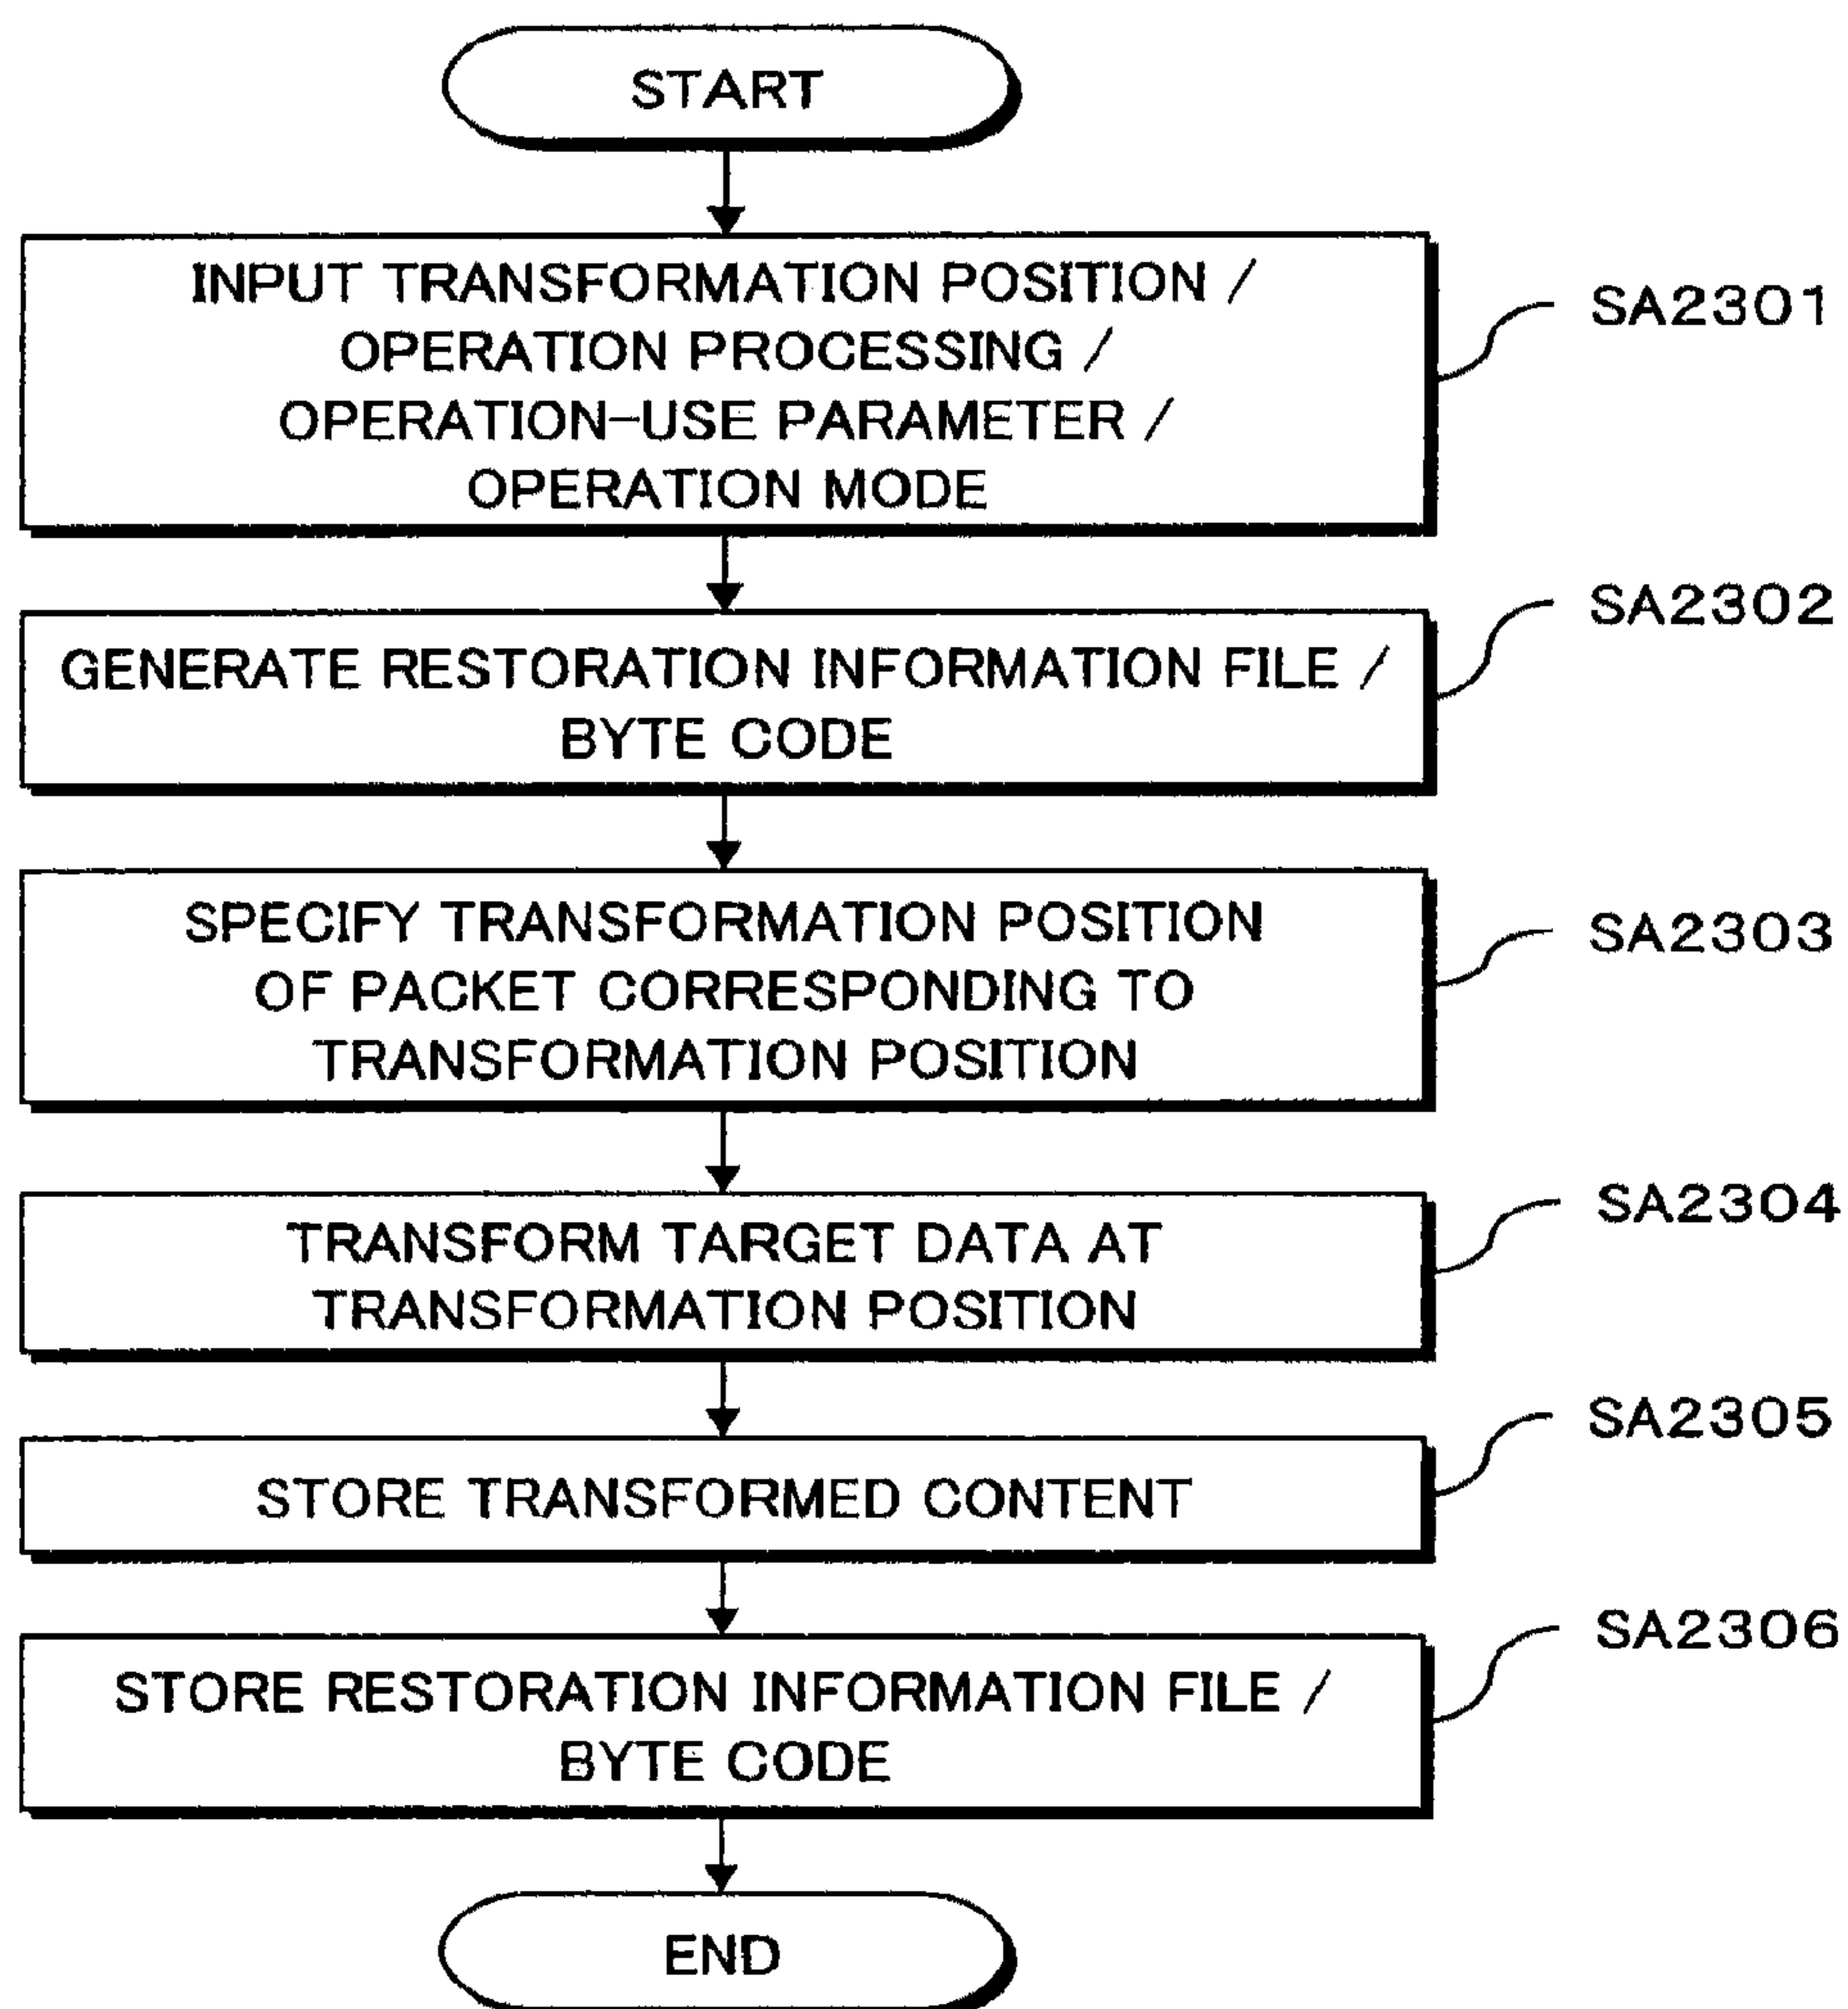 START
INPUT TRANSFORMATION POSITION /
OPERATION PROCESSING /
OPERATION-USE PARAMETER /
OPERATION MODE
SA2301
GENERATE RESTORATION INFORMATION FILE /
BYTE CODE
SA2302
SPECIFY TRANSFORMATION POSITION
OF PACKET CORRESPONDING TO
TRANSFORMATION POSITION
SA2303
TRANSFORM TARGET DATA AT
TRANSFORMATION POSITION
SA2304
STORE TRANSFORMED CONTENT
SA2305
STORE RESTORATION INFORMATION FILE /
BYTE CODE
SA2306
END